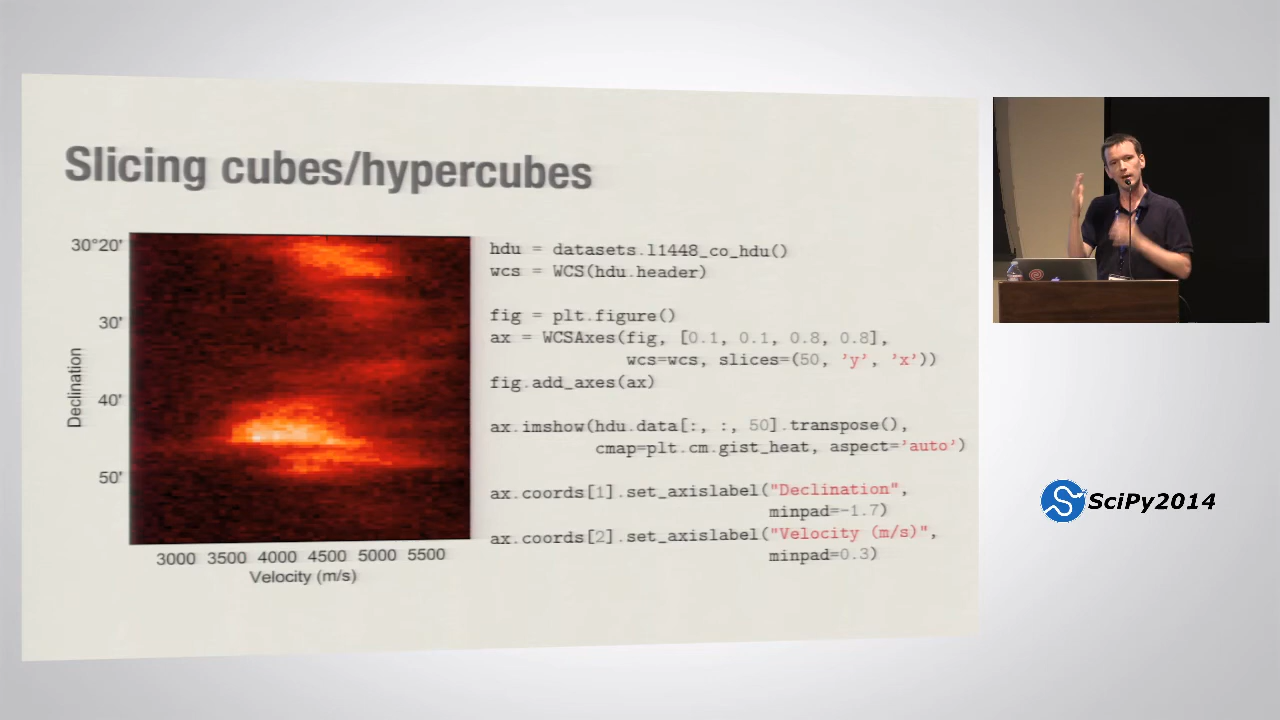 Slicing cubes/hypercubes
30°20'
30'
40'
50'
Declination
3000 3500 4000 4500 5000 5500
Velocity (m/s)
hdu = datasets.l1448_co_hdu()
wcs = WCS(hdu.header)
fig = plt.figure()
ax = WCSAxes(fig, [0.1, 0.1, 0.8, 0.8],
wcs=wcs, slices=(50, 'y', 'x'))
fig.add_axes(ax)
ax.imshow(hdu.data[:, :, 50].transpose(),
cmap=plt.cm.gist_heat, aspect='auto')
ax.coords[1].set_axislabel("Declination",
minpad=-1.7)
ax.coords[2].set_axislabel("Velocity (m/s)",
minpad=0.3)
SciPy2014